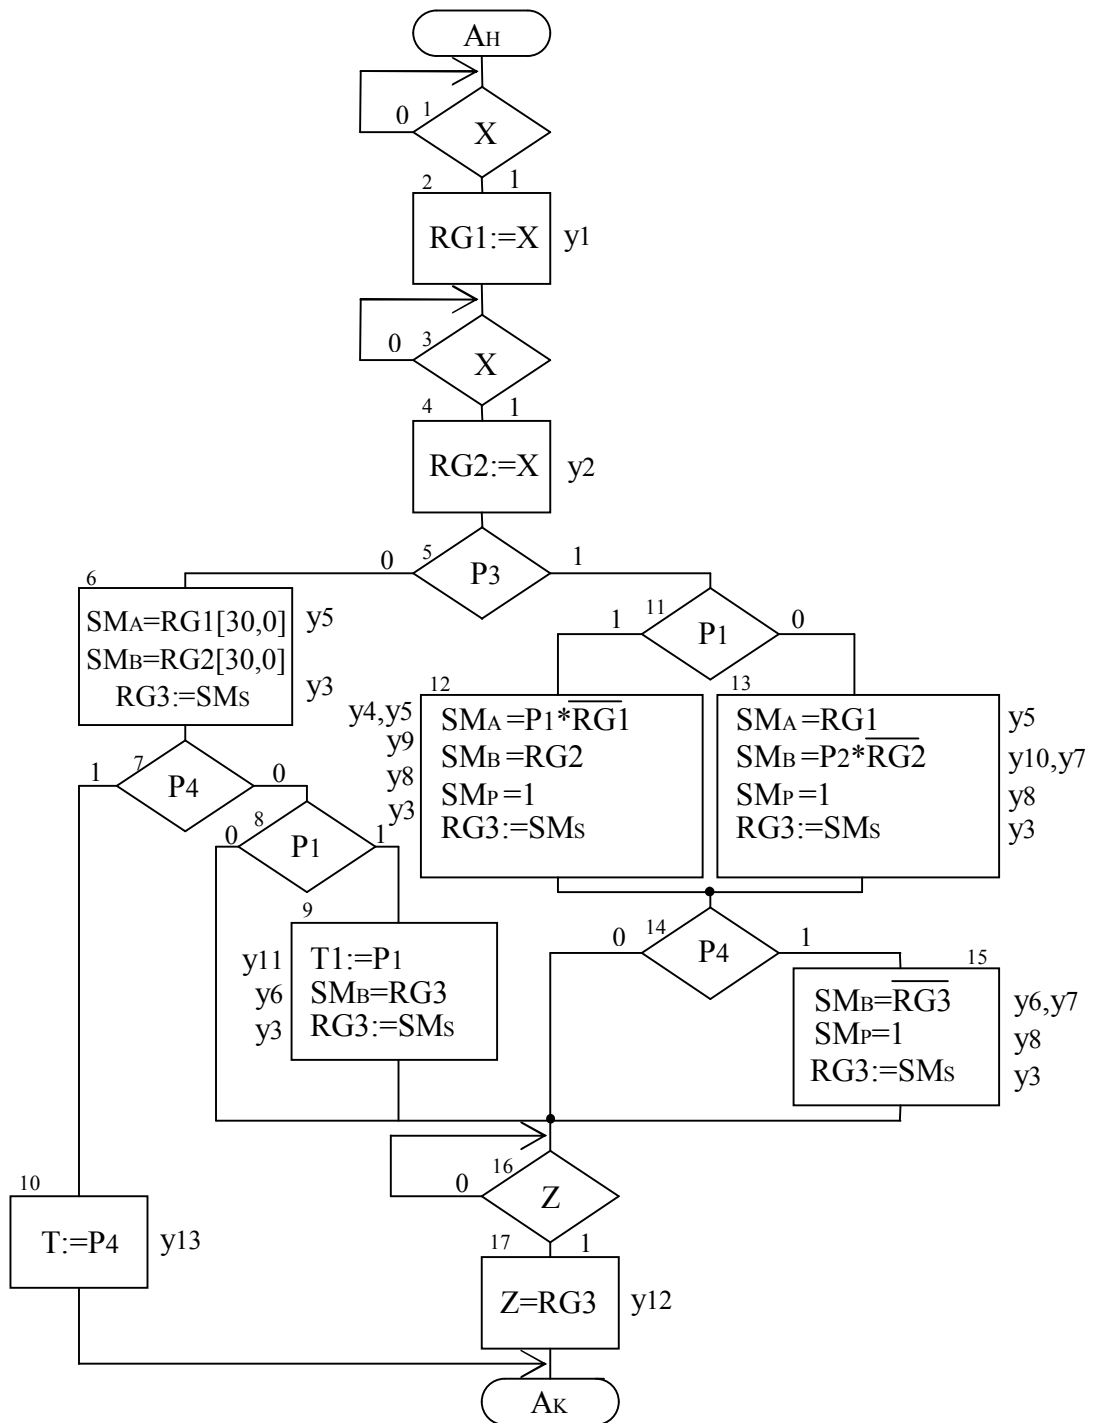 Aн
0 1
X
1
2
RG1:=X y1
0 3
X
4 1
RG2:=X y2
0 5 1
P3
6
SMA=RG1[30,0] y5
SMB=RG2[30,0]
RG3:=SMs y3
1 11 0
P1
12
y4,y5 SMA=P1*R̅G̅1̅
y9 SMB=RG2
y8 SMP=1
y3 RG3:=SMs
13
SMA=RG1 y5
SMB=P2*R̅G̅2̅ y10,y7
SMP=1 y8
RG3:=SMs y3
1 7 0
P4
0 8 1
P1
9
y11 T1:=P1
y6 SMB=RG3
y3 RG3:=SMs
0 14 1
P4
15
SMB=R̅G̅3̅ y6,y7
SMP=1 y8
RG3:=SMs y3
10
T:=P4 y13
16
0 Z
17 1
Z=RG3 y12
Aк